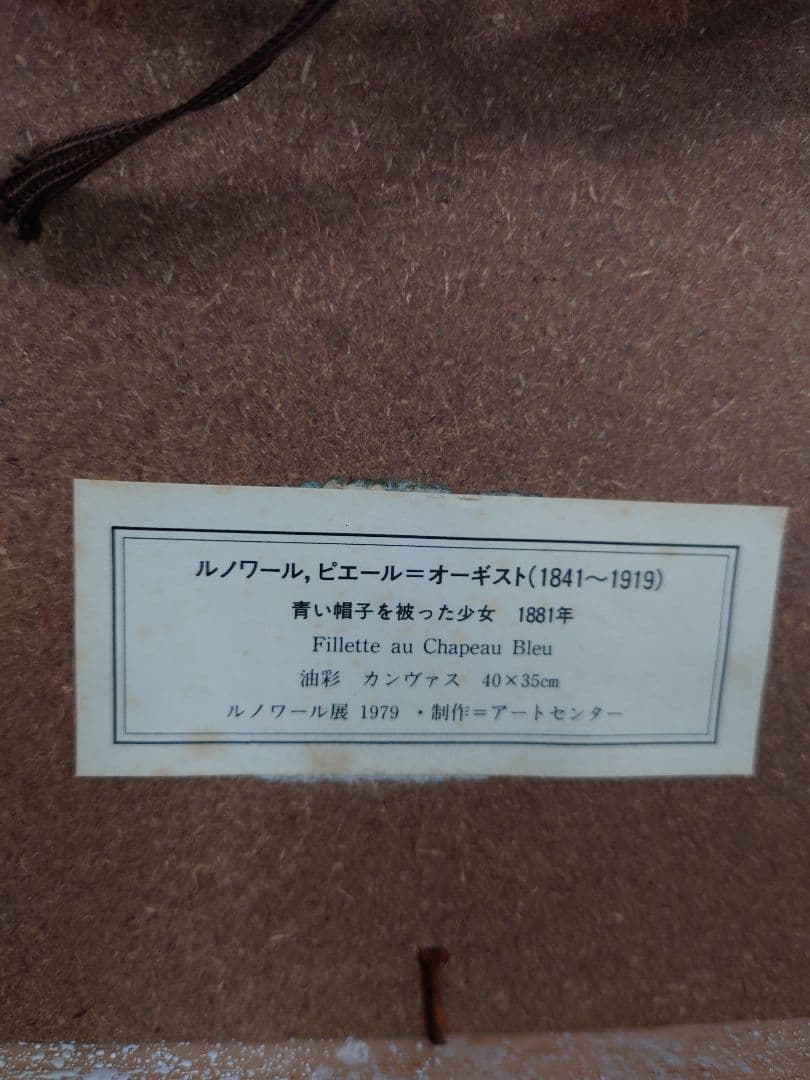 ルノワール,ピエール＝オーギスト(1841〜1919)
青い帽子を被った少女　1881年
Fillette au Chapeau Bleu
油彩　カンヴァス　40×35cm
ルノワール展 1979 ・制作＝アートセンター